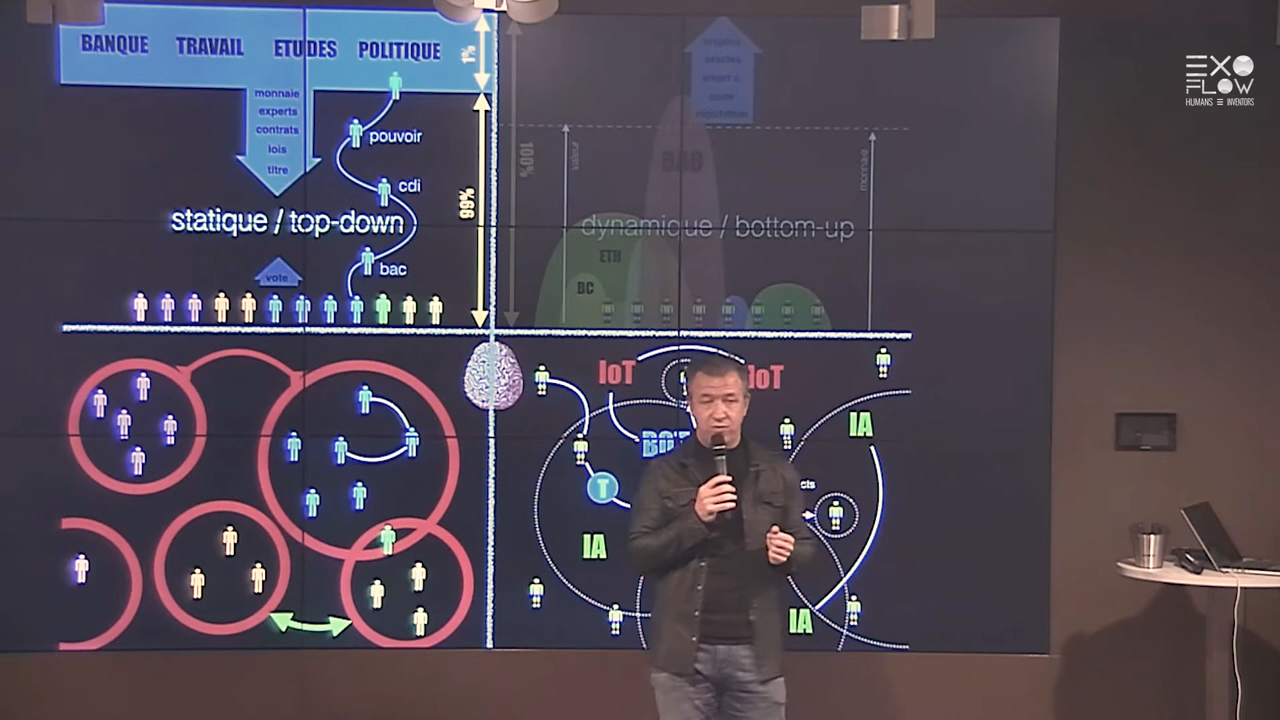 BANQUE TRAVAIL ETUDES POLITIQUE
1%
monnaie
experts
contrats
lois
titre
pouvoir
cdi
bac
99%
statique / top-down
vote
100%
valeur
monnaie
réputation
DAO
dynamique / bottom-up
ETH
BC
IoT
IoT
IA
T
IA
IA
EXO
FLOW
HUMANS INVENTORS